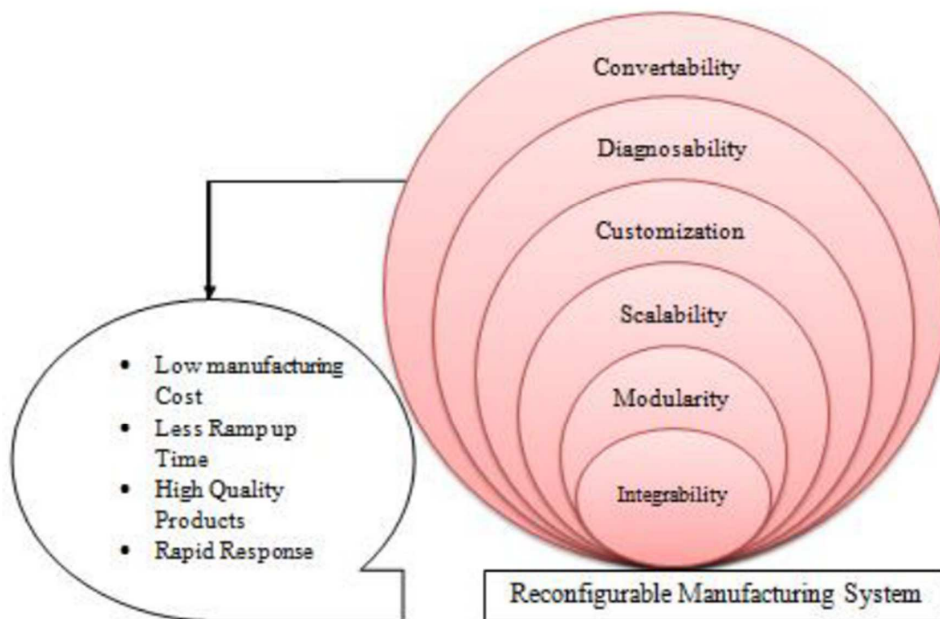 Convertability
Diagnosability
Customization
Scalability
Modularity
Integrability
• Low manufacturing
Cost
• Less Ramp up
Time
• High Quality
Products
• Rapid Response
Reconfigurable Manufacturing System